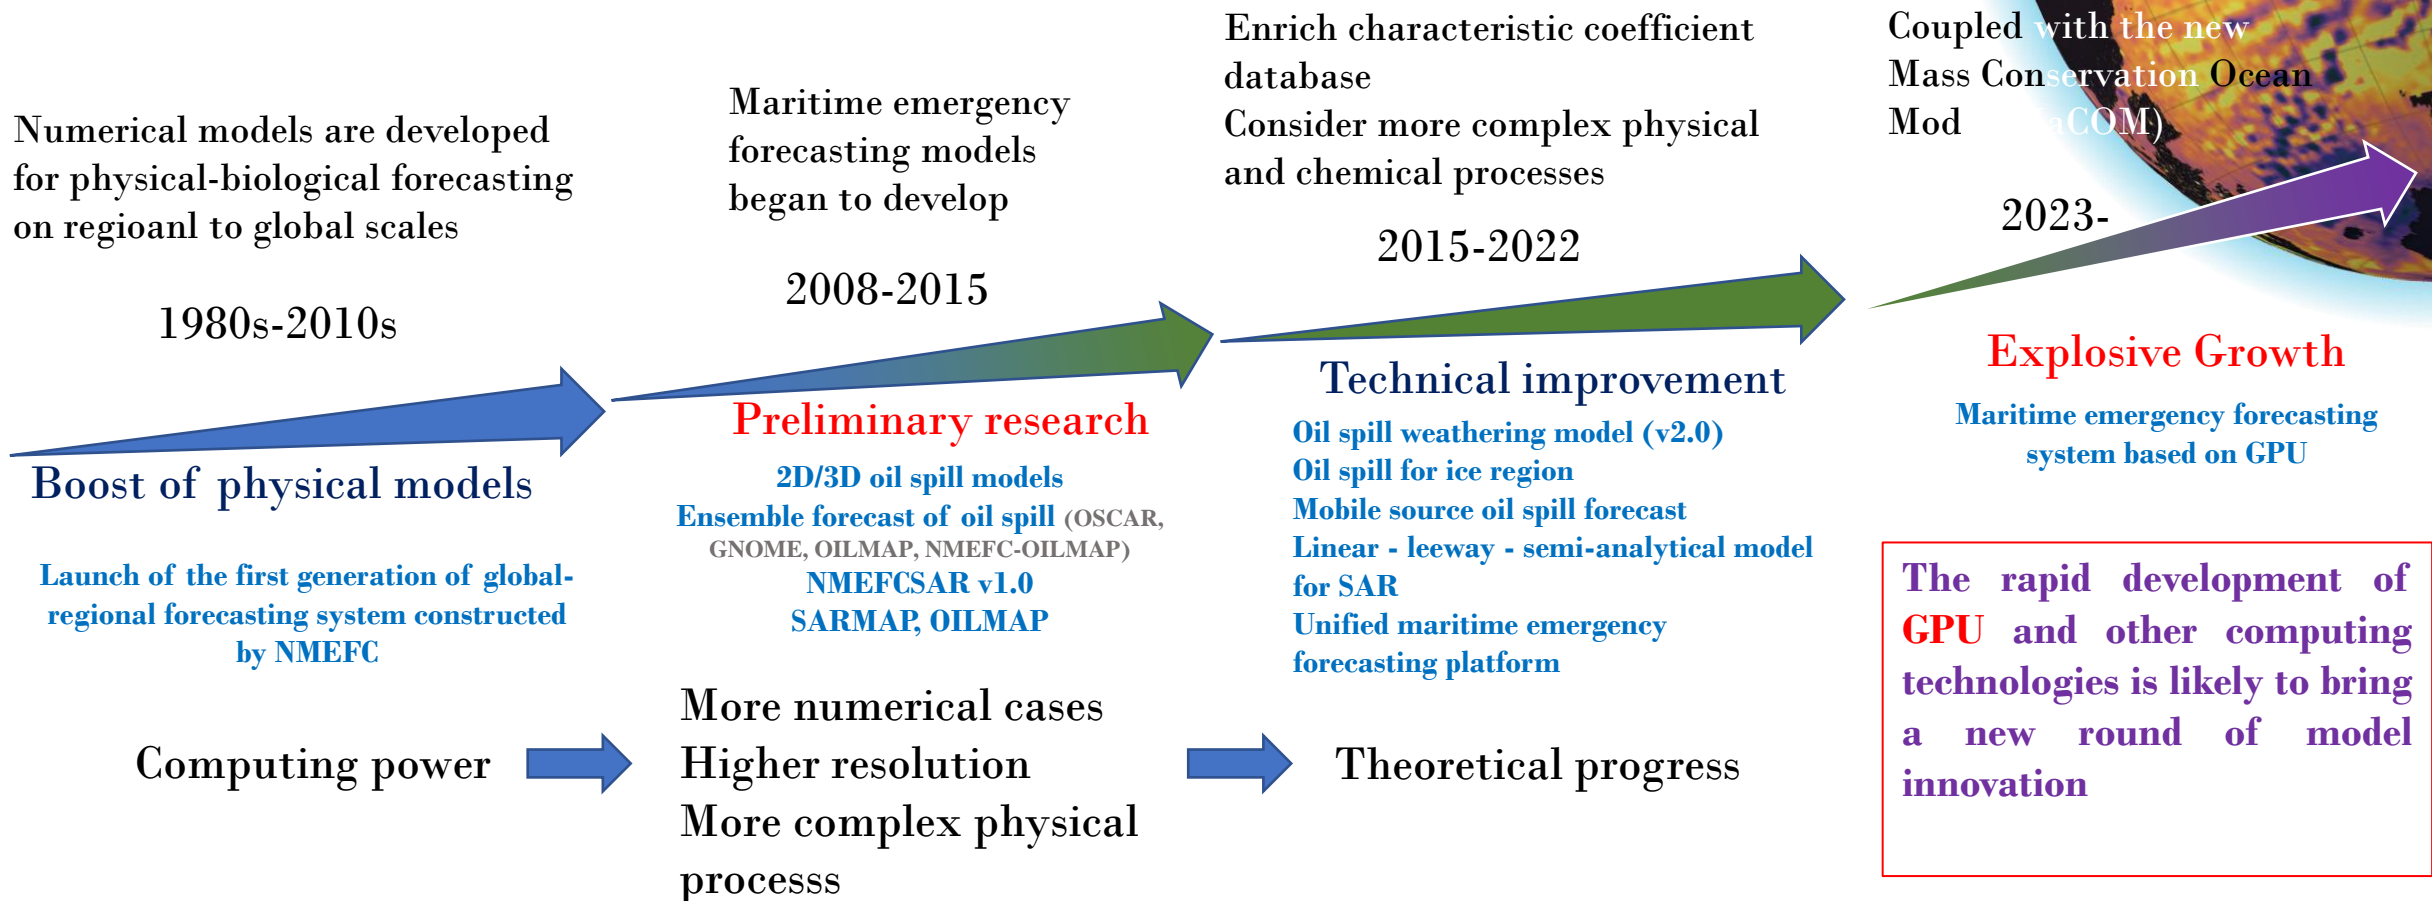 Numerical models are developed
for physical-biological forecasting
on regioanl to global scales
1980s-2010s
Boost of physical models
Launch of the first generation of global-
regional forecasting system constructed
by NMEFC
Maritime emergency
forecasting models
began to develop
2008-2015
Preliminary research
2D/3D oil spill models
Ensemble forecast of oil spill (OSCAR,
GNOME, OILMAP, NMEFC-OILMAP)
NMEFCSAR v1.0
SARMAP, OILMAP
Enrich characteristic coefficient
database
Consider more complex physical
and chemical processes
2015-2022
Technical improvement
Oil spill weathering model (v2.0)
Oil spill for ice region
Mobile source oil spill forecast
Linear - leeway - semi-analytical model
for SAR
Unified maritime emergency
forecasting platform
Coupled with the new
Mass Conservation Ocean
Mod aCOM)
2023-
Explosive Growth
Maritime emergency forecasting
system based on GPU
The rapid development of
GPU and other computing
technologies is likely to bring
a new round of model
innovation
Computing power
More numerical cases
Higher resolution
More complex physical
processs
Theoretical progress